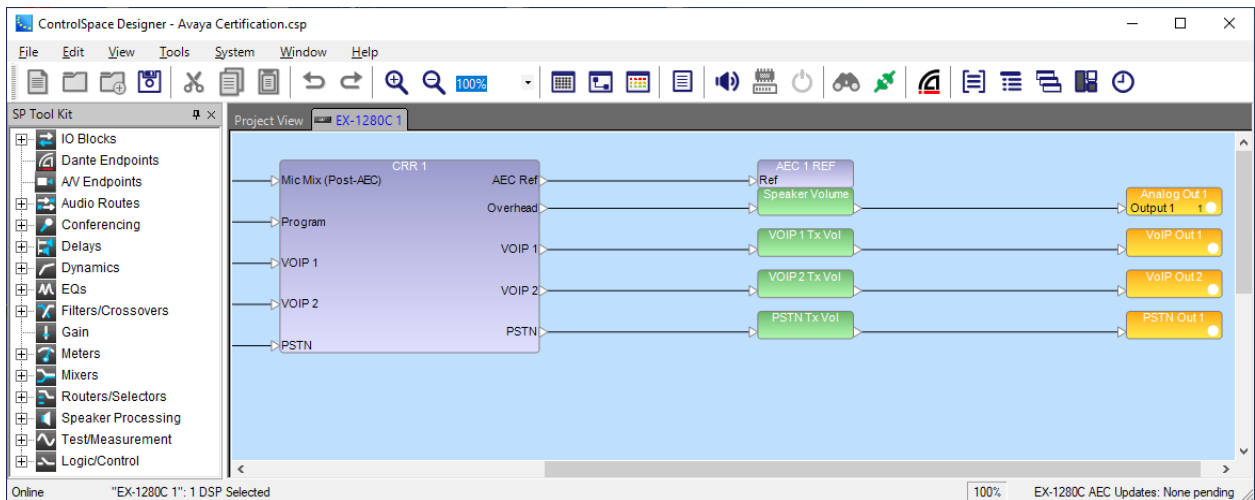 ControlSpace Designer - Avaya Certification.csp
File Edit View Tools System Window Help
100%
SP Tool Kit
Project View EX-1280C 1
IO Blocks
Dante Endpoints
A/V Endpoints
Audio Routes
Conferencing
Delays
Dynamics
EQs
Filters/Crossovers
Gain
Meters
Mixers
Routers/Selectors
Speaker Processing
Test/Measurement
Logic/Control
CRR 1
Mic Mix (Post-AEC)
Program
VOIP 1
VOIP 2
PSTN
AEC Ref
Overhead
VOIP 1
VOIP 2
PSTN
AEC 1 REF
Ref
Speaker Volume
VOIP 1 Tx Vol
VOIP 2 Tx Vol
PSTN Tx Vol
Analog Out 1
Output 1 1
VoIP Out 1
VoIP Out 2
PSTN Out 1
Online "EX-1280C 1": 1 DSP Selected 100% EX-1280C AEC Updates: None pending